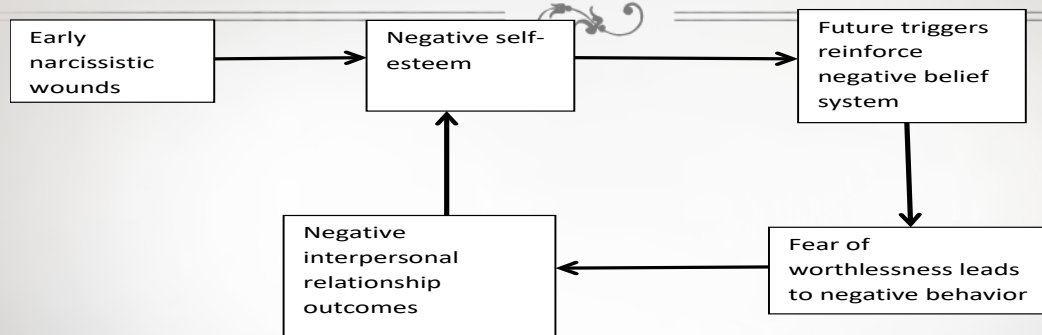 Early
narcissistic
wounds
Negative self-
esteem
Future triggers
reinforce
negative belief
system
Fear of
worthlessness leads
to negative behavior
Negative
interpersonal
relationship
outcomes